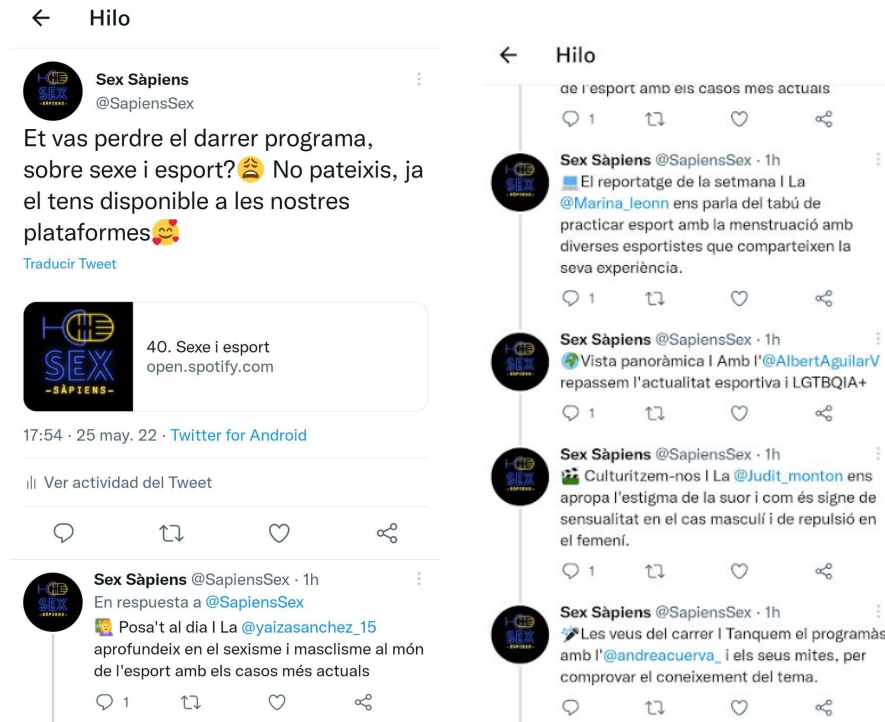 Hilo
Sex Sàpiens
@SapiensSex
Et vas perdre el darrer programa,
sobre sexe i esport?😩 No pateixis, ja
el tens disponible a les nostres
plataformes🥰
Traducir Tweet
SEX
-SÀPIENS-
40. Sexe i esport
open.spotify.com
17:54 · 25 may. 22 · Twitter for Android
Ver actividad del Tweet
Sex Sàpiens @SapiensSex · 1h
En respuesta a @SapiensSex
🙋‍♀️ Posa't al dia I La @yaizasanchez_15
aprofundeix en el sexisme i masclisme al món
de l'esport amb els casos més actuals
1
Hilo
de l'esport amb els casos més actuals
1
Sex Sàpiens @SapiensSex · 1h
💻El reportatge de la setmana I La
@Marina_leonn ens parla del tabú de
practicar esport amb la menstruació amb
diverses esportistes que comparteixen la
seva experiència.
1
Sex Sàpiens @SapiensSex · 1h
🌍Vista panoràmica I Amb l'@AlbertAguilarV
repassem l'actualitat esportiva i LGTBQIA+
1
Sex Sàpiens @SapiensSex · 1h
🎬 Culturitzem-nos I La @Judit_monton ens
apropa l'estigma de la suor i com és signe de
sensualitat en el cas masculí i de repulsió en
el femení.
1
Sex Sàpiens @SapiensSex · 1h
🎤Les veus del carrer I Tanquem el programàs
amb l'@andreacuerva_ i els seus mites, per
comprovar el coneixement del tema.